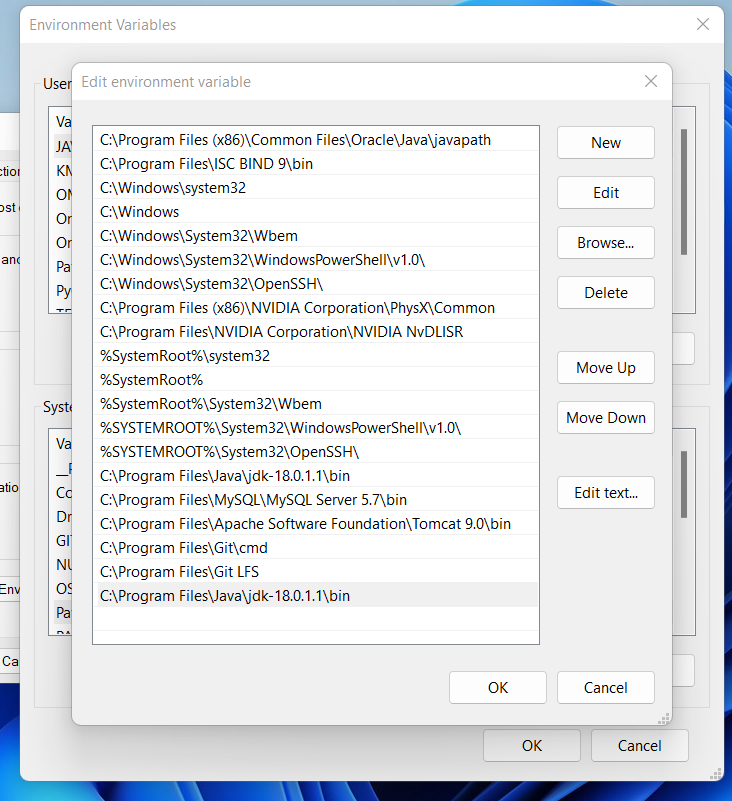 Environment Variables
Edit environment variable
User
Va
JAV
KM
ON
On
On
Pa
Py
C:\Program Files (x86)\Common Files\Oracle\Java\javapath
C:\Program Files\ISC BIND 9\bin
C:\Windows\system32
C:\Windows
C:\Windows\System32\Wbem
C:\Windows\System32\WindowsPowerShell\v1.0\
C:\Windows\System32\OpenSSH\
C:\Program Files (x86)\NVIDIA Corporation\PhysX\Common
C:\Program Files\NVIDIA Corporation\NVIDIA NvDLISR
%SystemRoot%\system32
%SystemRoot%
%SystemRoot%\System32\Wbem
%SYSTEMROOT%\System32\WindowsPowerShell\v1.0\
%SYSTEMROOT%\System32\OpenSSH\
C:\Program Files\Java\jdk-18.0.1.1\bin
C:\Program Files\MySQL\MySQL Server 5.7\bin
C:\Program Files\Apache Software Foundation\Tomcat 9.0\bin
C:\Program Files\Git\cmd
C:\Program Files\Git LFS
C:\Program Files\Java\jdk-18.0.1.1\bin
New
Edit
Browse...
Delete
Move Up
Move Down
Edit text...
OK
Cancel
Syste
Va
Co
Dr
GI
NU
OS
Pa
ction
ost
and
ation
Env
Ca
OK
Cancel